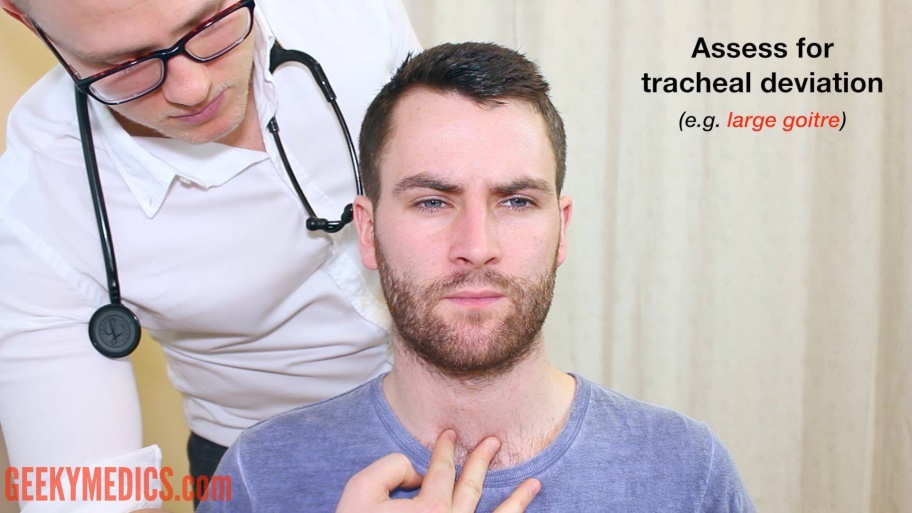 Assess for
tracheal deviation
(e.g. large goitre)
GEEKYMEDICS.com